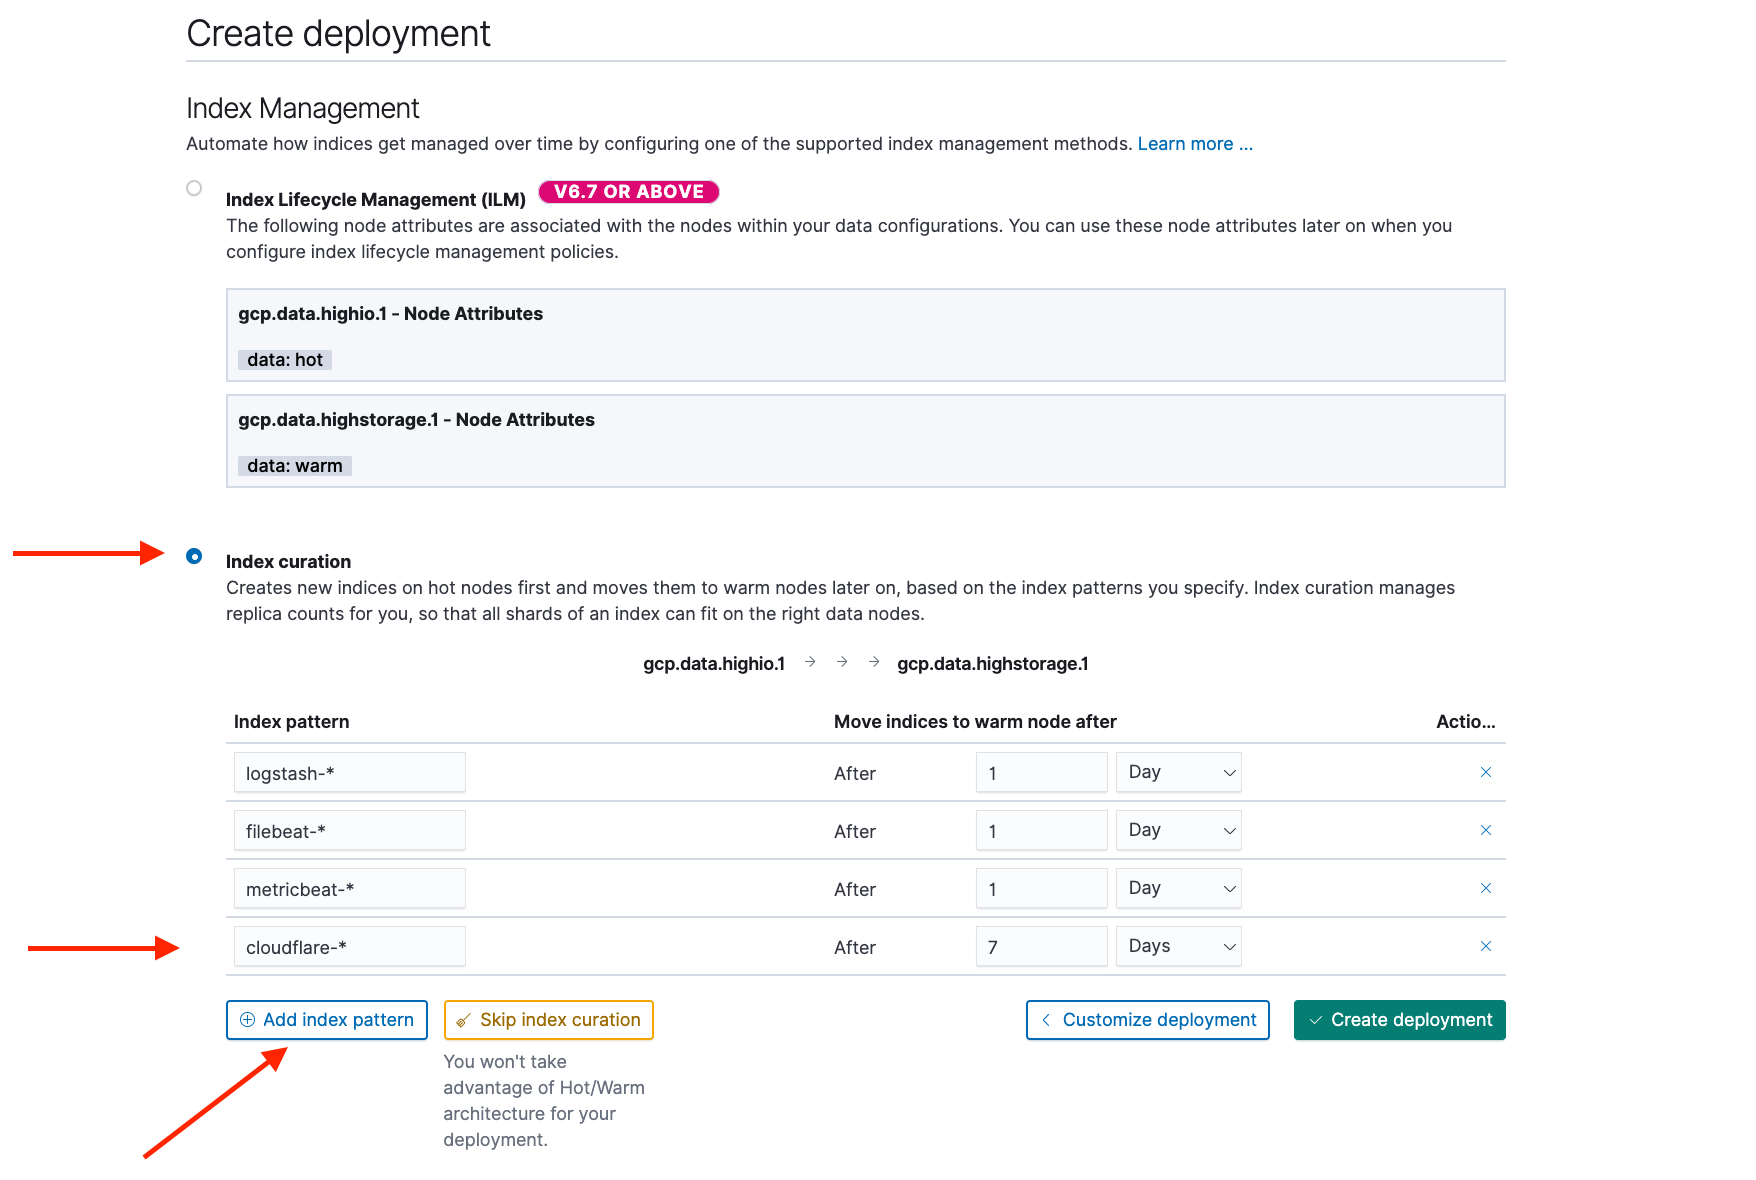 Create deployment
Index Management
Automate how indices get managed over time by configuring one of the supported index management methods. Learn more ...
Index Lifecycle Management (ILM) V6.7 OR ABOVE
The following node attributes are associated with the nodes within your data configurations. You can use these node attributes later on when you
configure index lifecycle management policies.
gcp.data.highio.1 - Node Attributes
data: hot
gcp.data.highstorage.1 - Node Attributes
data: warm
Index curation
Creates new indices on hot nodes first and moves them to warm nodes later on, based on the index patterns you specify. Index curation manages
replica counts for you, so that all shards of an index can fit on the right data nodes.
gcp.data.highio.1 → → → gcp.data.highstorage.1
Index pattern Move indices to warm node after Actio...
logstash-* After 1 Day
filebeat-* After 1 Day
metricbeat-* After 1 Day
cloudflare-* After 7 Days
Add index pattern Skip index curation Customize deployment Create deployment
You won't take
advantage of Hot/Warm
architecture for your
deployment.